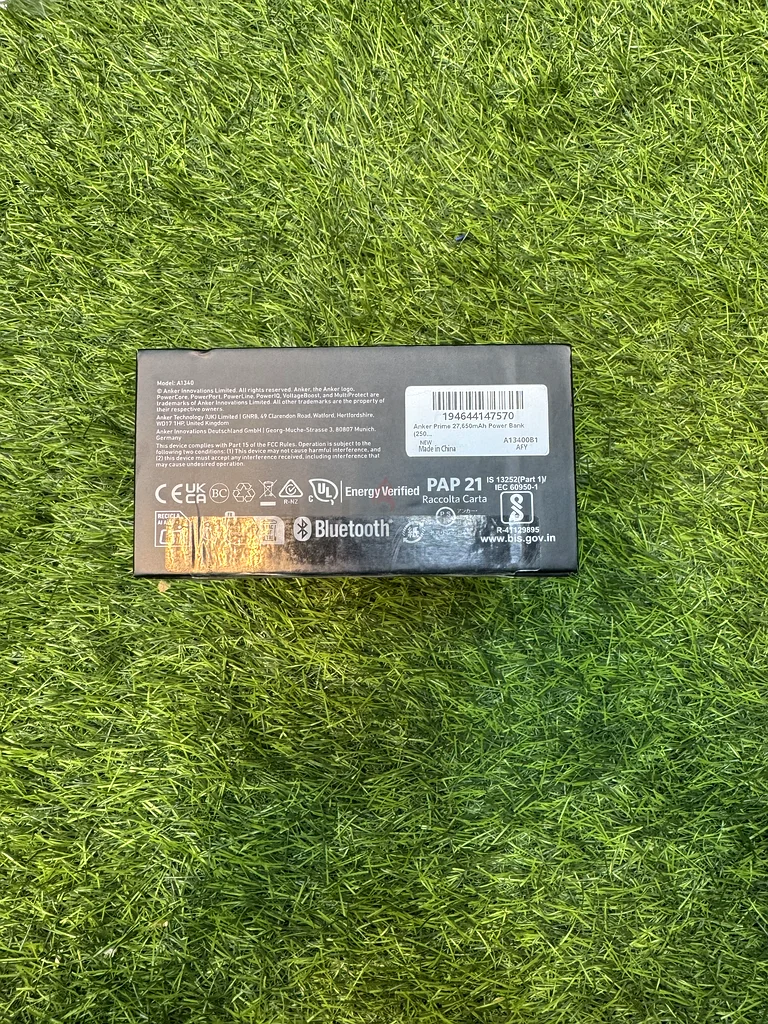 Model: A1340
© Anker Innovations Limited. All rights reserved. Anker, the Anker logo,
PowerCore, PowerPort, PowerLine, PowerIQ, VoltageBoost, and MultiProtect are
trademarks of Anker Innovations Limited. All other trademarks are the property of
their respective owners.
Anker Technology (UK) Limited | GNR8, 49 Clarendon Road, Watford, Hertfordshire,
WD17 1HP, United Kingdom
Anker Innovations Deutschland GmbH | Georg-Muche-Strasse 3, 80807 Munich,
Germany
This device complies with Part 15 of the FCC Rules. Operation is subject to the
following two conditions: (1) This device may not cause harmful interference, and
(2) this device must accept any interference received, including interference that
may cause undesired operation.
194644147570
Anker Prime 27,650mAh Power Bank
(250...
NEW
A13400B1
Made in China
AFY
CE UK CA BC R-NZ c UL Energy Verified
PAP 21
Raccolta Carta
IS 13252(Part 1)/
IEC 60950-1
R-41129895
www.bis.gov.in
Bluetooth